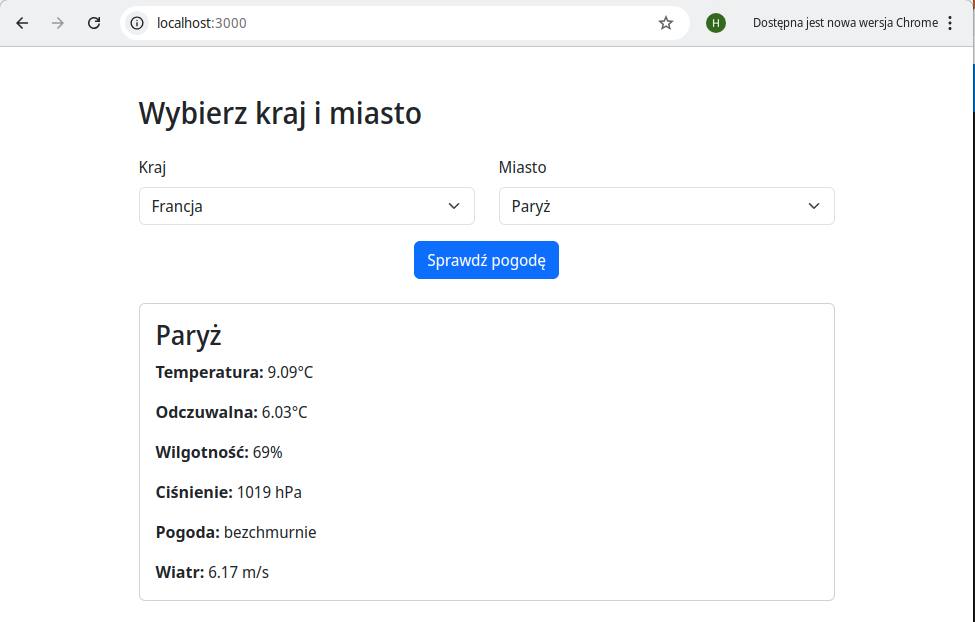 localhost:3000
H
Dostępna jest nowa wersja Chrome
Wybierz kraj i miasto
Kraj
Miasto
Francja
Paryż
Sprawdź pogodę
Paryż
Temperatura: 9.09°C
Odczuwalna: 6.03°C
Wilgotność: 69%
Ciśnienie: 1019 hPa
Pogoda: bezchmurnie
Wiatr: 6.17 m/s